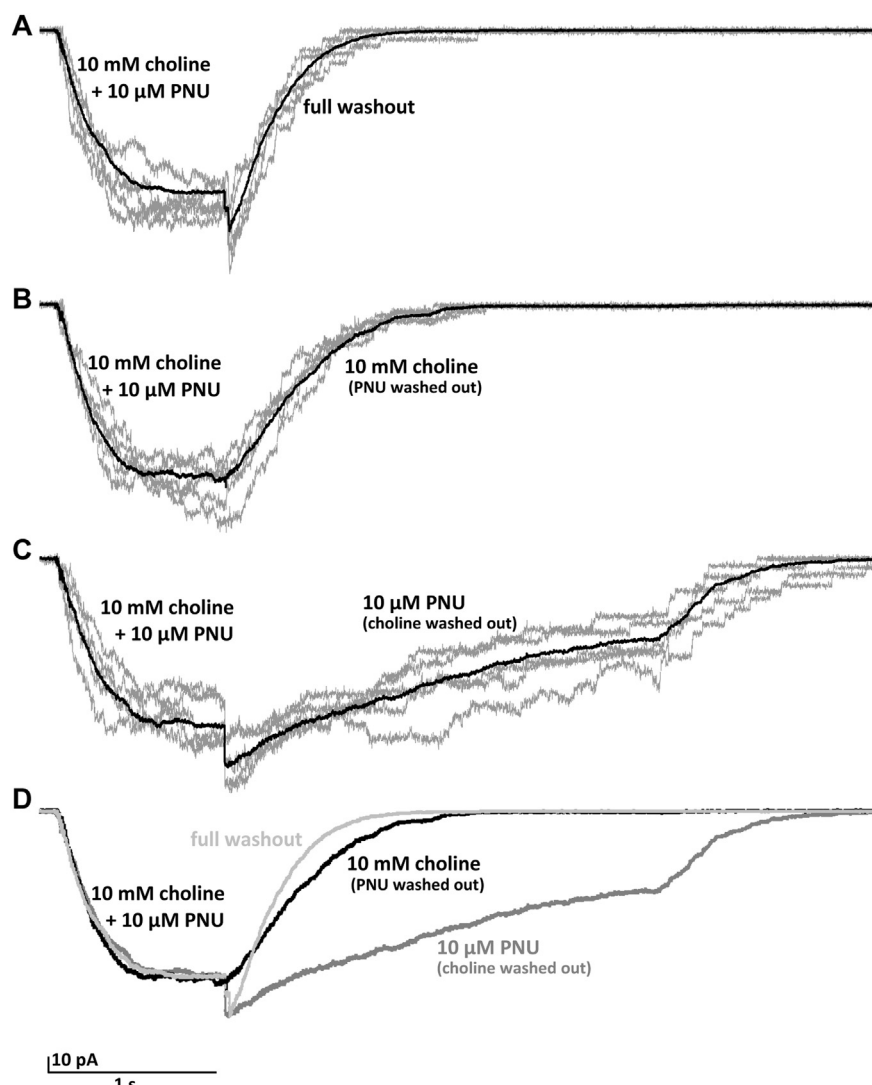 A
10 mM choline
+ 10 µM PNU
full washout
B
10 mM choline
+ 10 µM PNU
10 mM choline
(PNU washed out)
C
10 mM choline
+ 10 µM PNU
10 µM PNU
(choline washed out)
D
full washout
10 mM choline
+ 10 µM PNU
10 mM choline
(PNU washed out)
10 µM PNU
(choline washed out)
10 pA
1 s